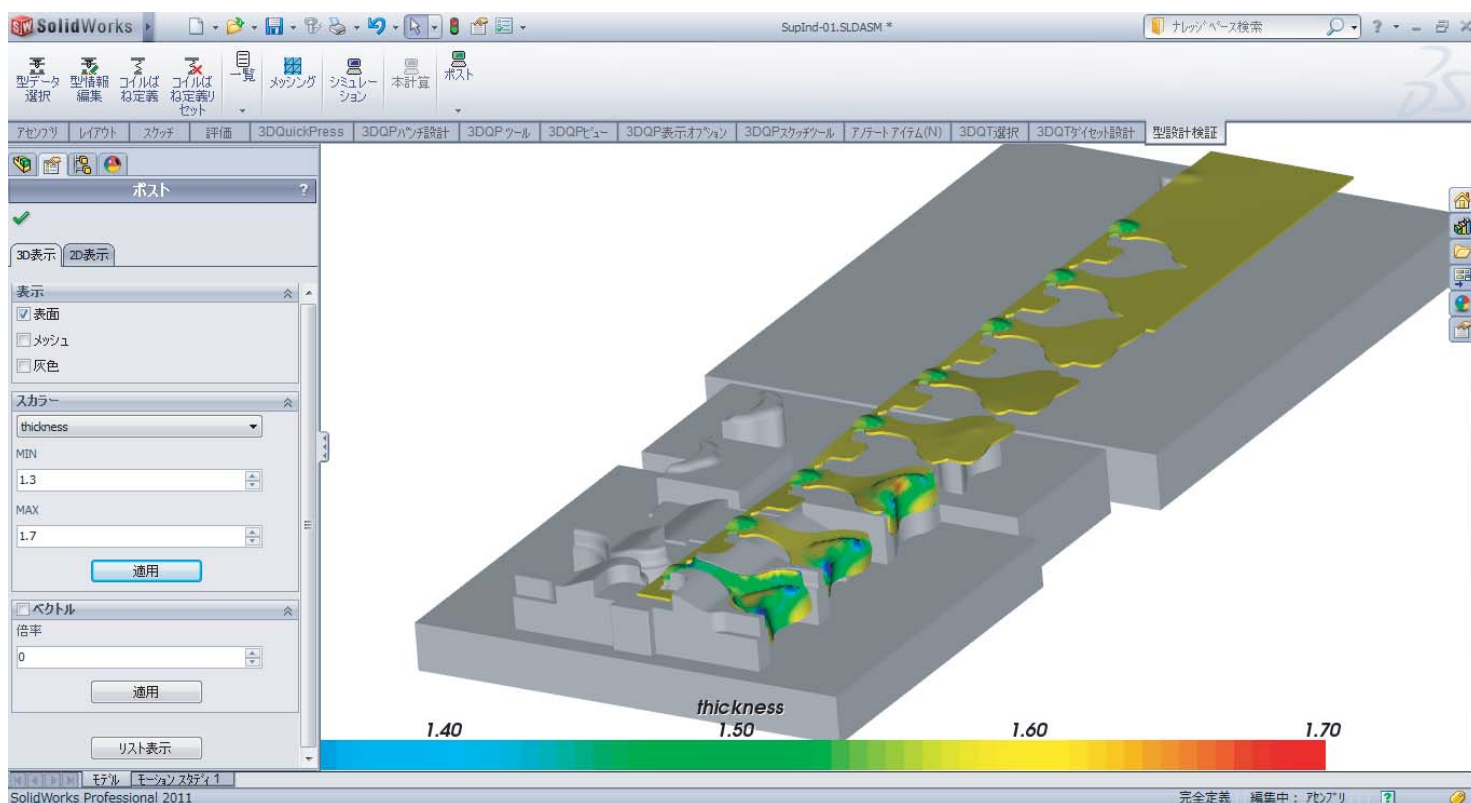 SolidWorks
SupInd-01.SLDASM *
ナレッジベース検索
?
型データ選択
型情報編集
コイルばね定義
コイルばね定義リセット
一覧
メッシング
シミュレーション
本計算
ポスト
アセンブリ レイアウト スケッチ 評価 3DQuickPress 3DQPパンチ設計 3DQPツール 3DQPビュー 3DQP表示オプション 3DQPスケッチツール アノテート アイテム(N) 3DQT選択 3DQTダイセット設計 型設計検証
ポスト ?
3D表示 2D表示
表示
表面
メッシュ
灰色
スカラー
thickness
MIN
1.3
MAX
1.7
適用
ベクトル
倍率
0
適用
リスト表示
thickness
1.40 1.50 1.60 1.70
モデル モーション スタディ 1
SolidWorks Professional 2011
完全定義 編集中: アセンブリ ?